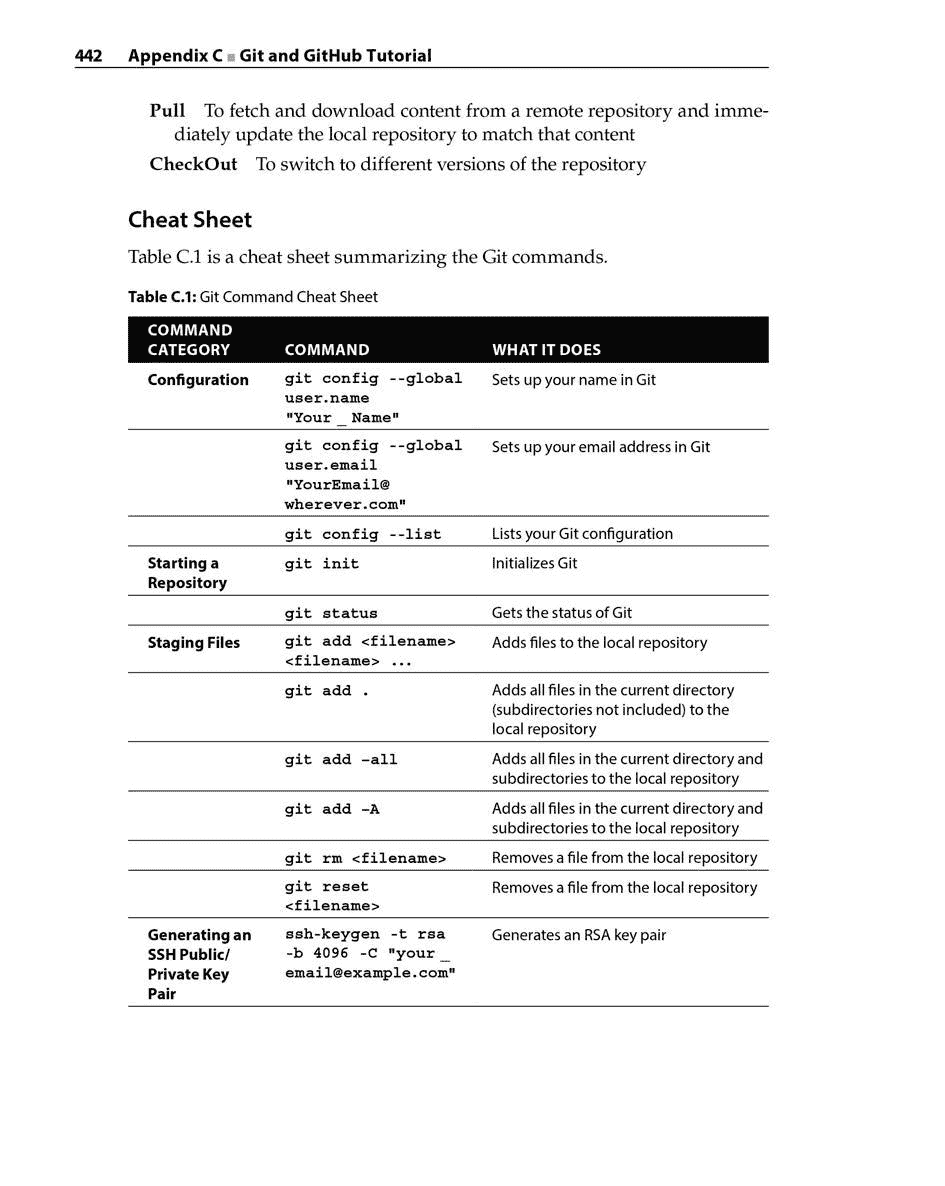 442 Appendix C ■ Git and GitHub Tutorial
Pull To fetch and download content from a remote repository and imme-
diately update the local repository to match that content
CheckOut To switch to different versions of the repository
Cheat Sheet
Table C.1 is a cheat sheet summarizing the Git commands.
Table C.1: Git Command Cheat Sheet
COMMAND
CATEGORY COMMAND WHAT IT DOES
Configuration git config --global Sets up your name in Git
user.name
"Your _ Name"
git config --global Sets up your email address in Git
user.email
"YourEmail@
wherever.com"
git config --list Lists your Git configuration
Starting a git init Initializes Git
Repository
git status Gets the status of Git
Staging Files git add <filename> Adds files to the local repository
<filename> ...
git add . Adds all files in the current directory
(subdirectories not included) to the
local repository
git add –all Adds all files in the current directory and
subdirectories to the local repository
git add –A Adds all files in the current directory and
subdirectories to the local repository
git rm <filename> Removes a file from the local repository
git reset Removes a file from the local repository
<filename>
Generating an ssh-keygen -t rsa Generates an RSA key pair
SSH Public/ -b 4096 -C "your _
Private Key email@example.com"
Pair